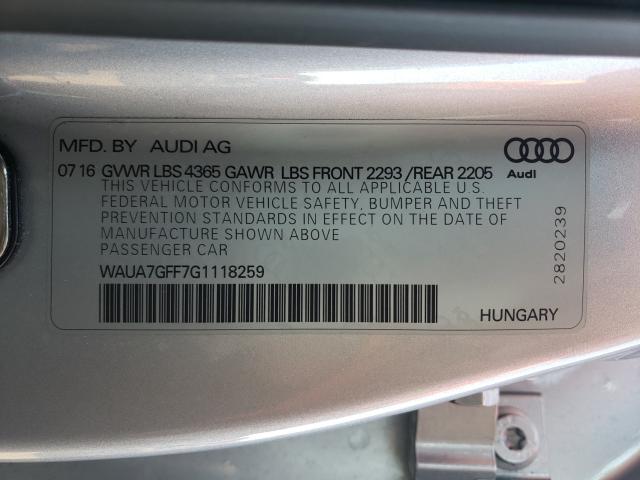 MFD. BY AUDI AG
07 16 GVWR LBS 4365 GAWR LBS FRONT 2293 /REAR 2205
Audi
THIS VEHICLE CONFORMS TO ALL APPLICABLE U.S.
FEDERAL MOTOR VEHICLE SAFETY, BUMPER AND THEFT
PREVENTION STANDARDS IN EFFECT ON THE DATE OF
MANUFACTURE SHOWN ABOVE
PASSENGER CAR
WAUA7GFF7G1118259
HUNGARY
2820239